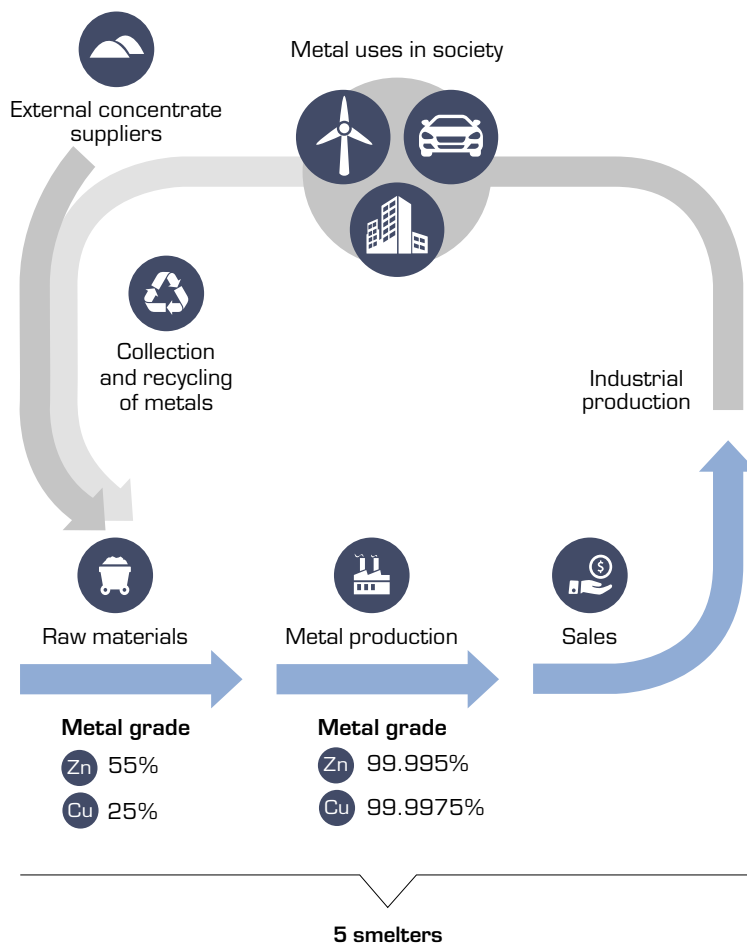 Metal uses in society
External concentrate
suppliers
Collection
and recycling
of metals
Industrial
production
$
Raw materials
Metal production
Sales
Metal grade
Zn 55%
Cu 25%
Metal grade
Zn 99.995%
Cu 99.9975%
5 smelters